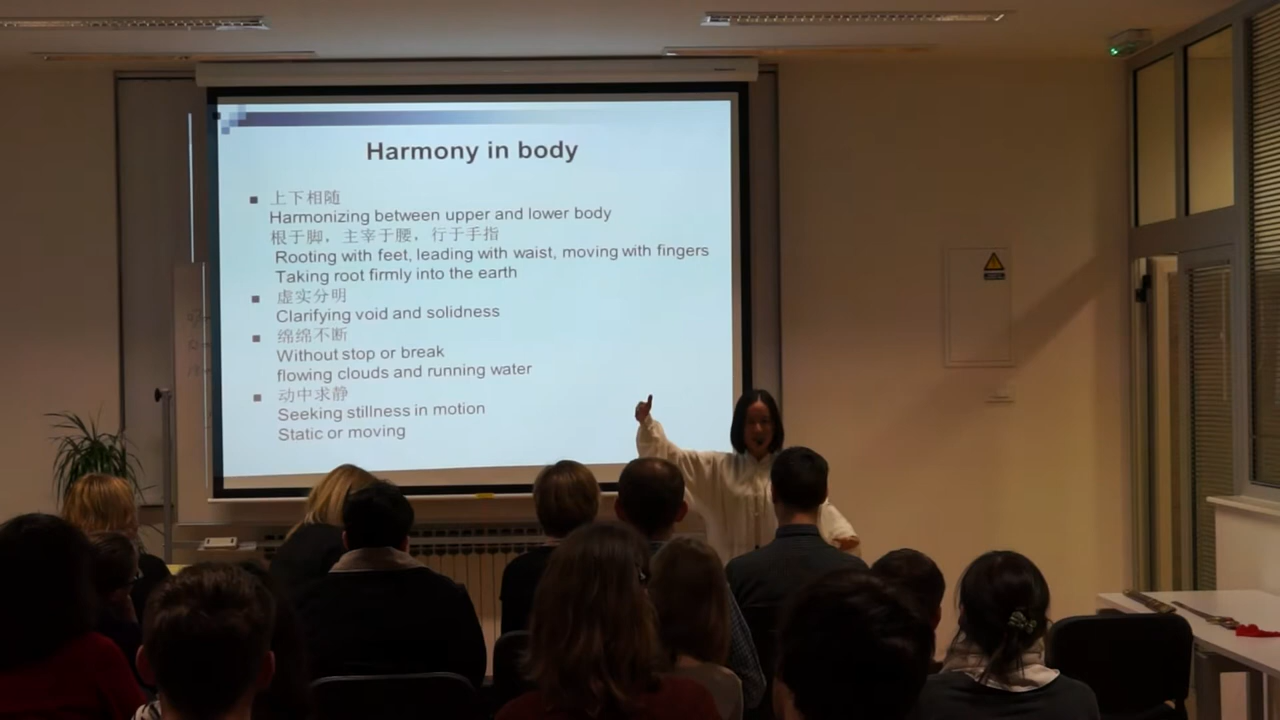 Harmony in body
上下相随
Harmonizing between upper and lower body
根于脚，主宰于腰，行于手指
Rooting with feet, leading with waist, moving with fingers
Taking root firmly into the earth
虚实分明
Clarifying void and solidness
绵绵不断
Without stop or break
flowing clouds and running water
动中求静
Seeking stillness in motion
Static or moving